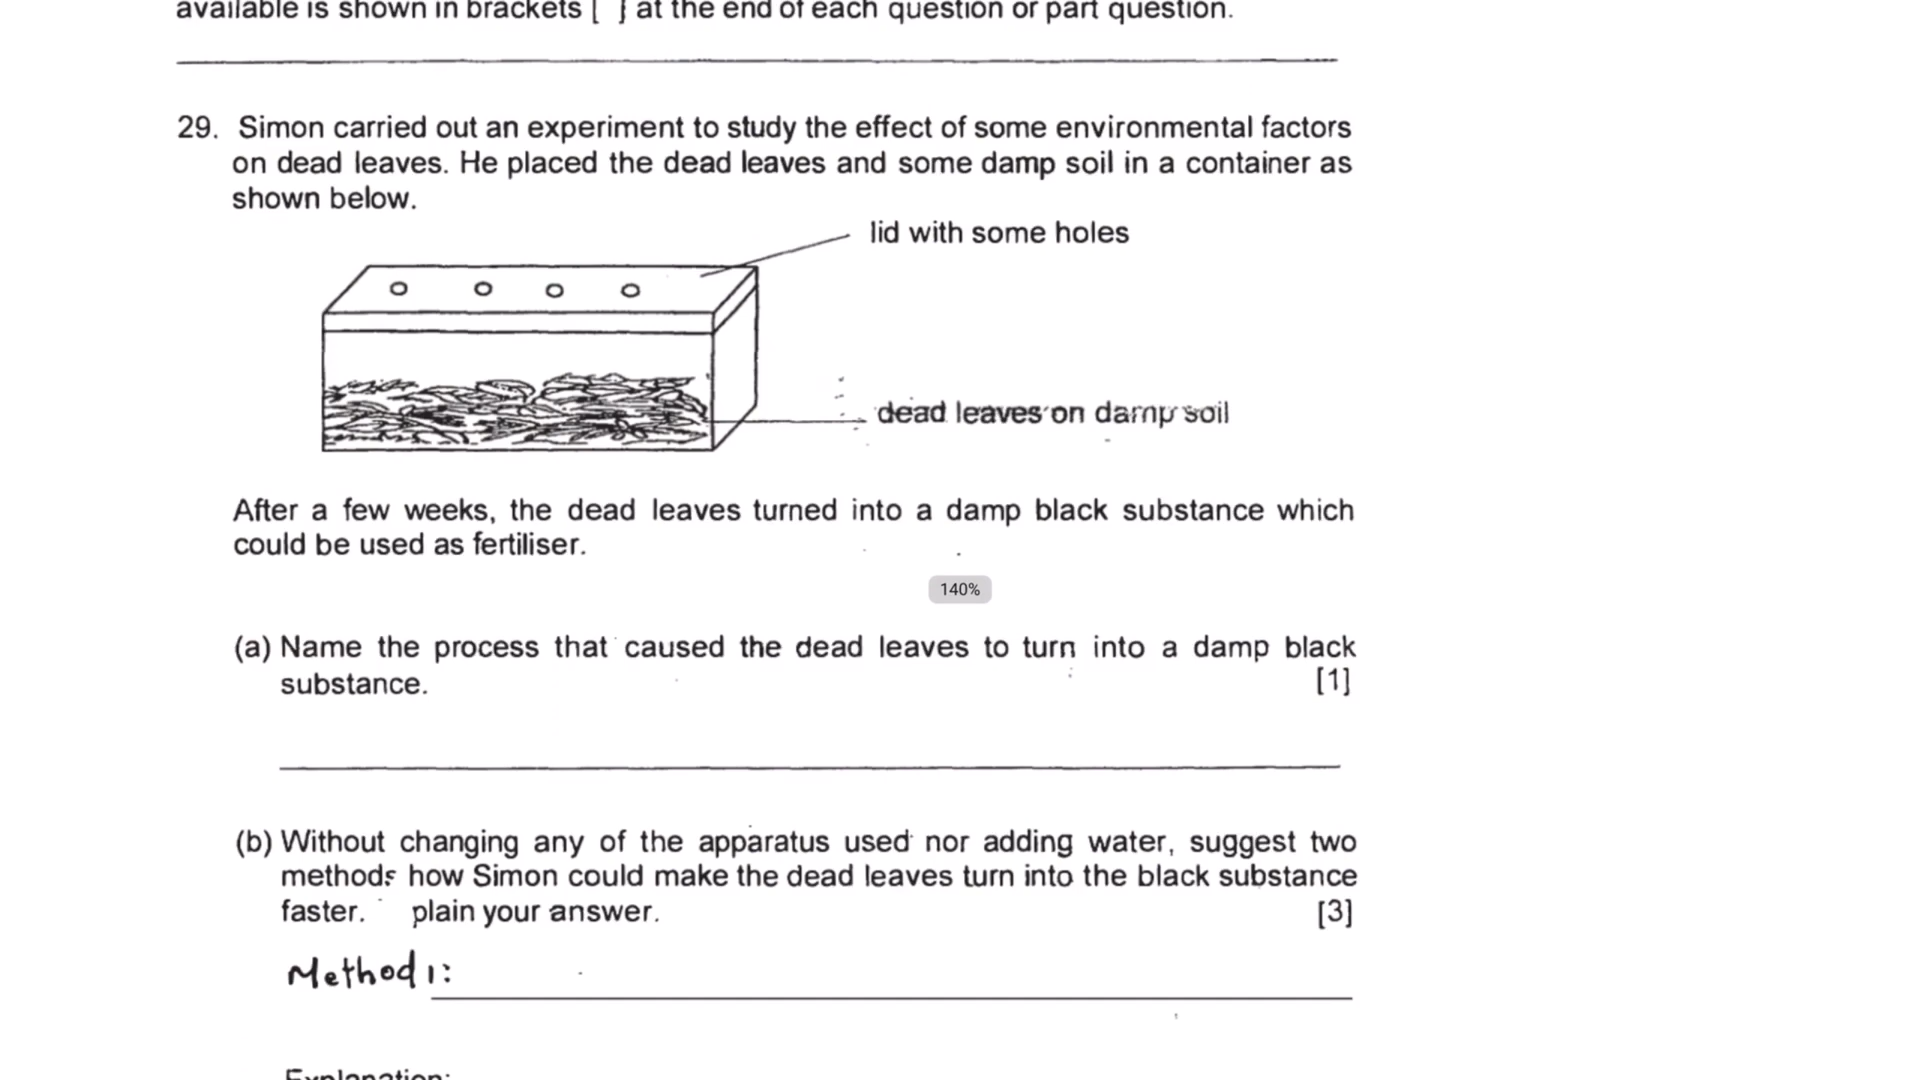 available is shown in brackets [ ] at the end of each question or part question.
29. Simon carried out an experiment to study the effect of some environmental factors
on dead leaves. He placed the dead leaves and some damp soil in a container as
shown below.
lid with some holes
dead leaves on damp soil
After a few weeks, the dead leaves turned into a damp black substance which
could be used as fertiliser.
140%
(a) Name the process that caused the dead leaves to turn into a damp black
substance. [1]
(b) Without changing any of the apparatus used nor adding water, suggest two
methods how Simon could make the dead leaves turn into the black substance
faster. plain your answer. [3]
Method 1:
Explanation: